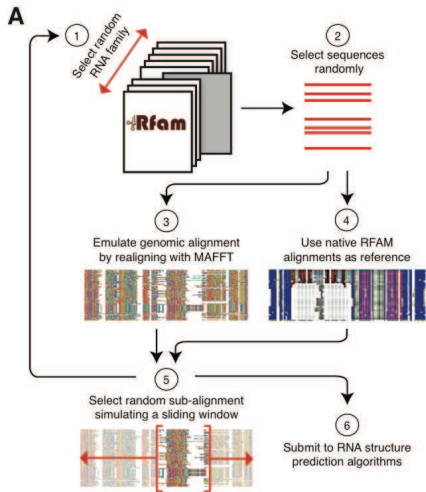 A
1
Select random
RNA family
Rfam
2
Select sequences
randomly
3
Emulate genomic alignment
by realigning with MAFFT
4
Use native RFAM
alignments as reference
5
Select random sub-alignment
simulating a sliding window
6
Submit to RNA structure
prediction algorithms